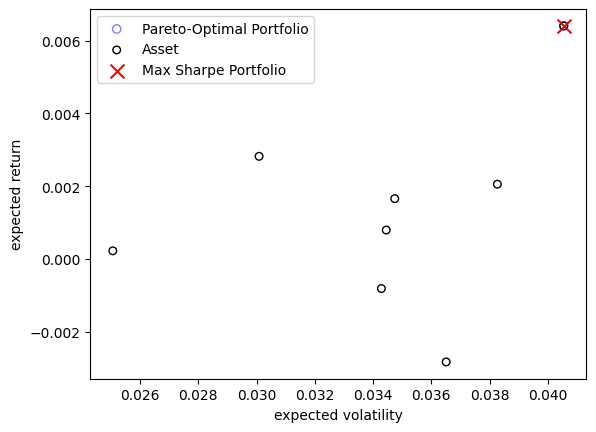 Pareto-Optimal Portfolio
Asset
Max Sharpe Portfolio
0.006
0.004
0.002
0.000
−0.002
expected return
0.026 0.028 0.030 0.032 0.034 0.036 0.038 0.040
expected volatility